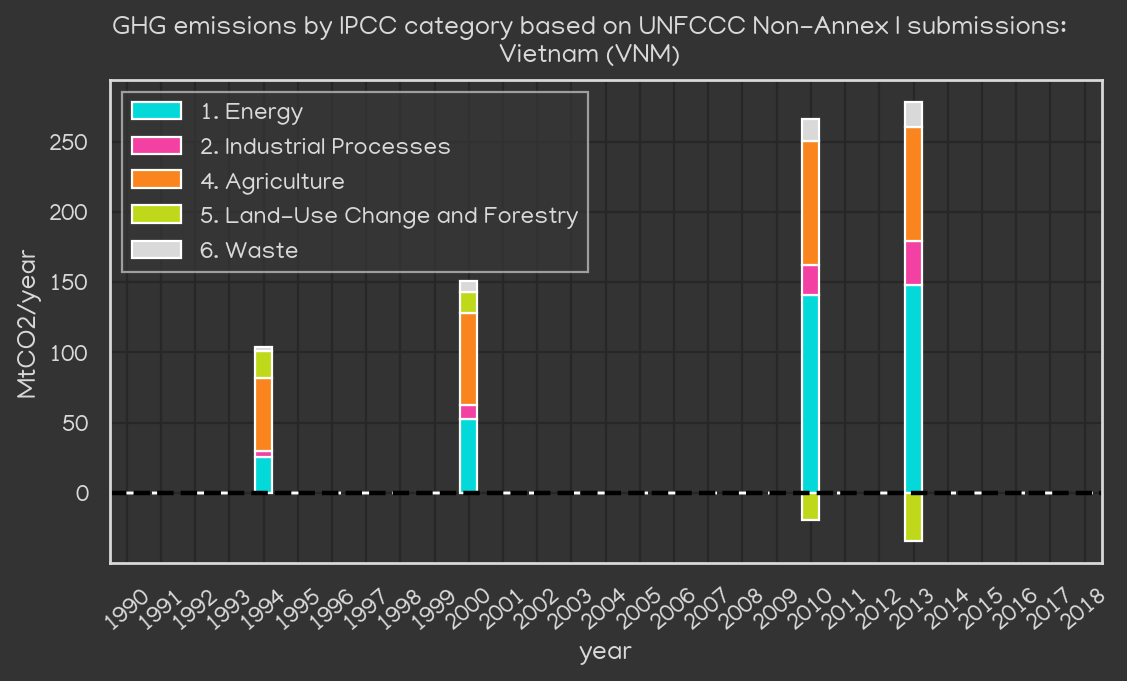 GHG emissions by IPCC category based on UNFCCC Non-Annex I submissions:
Vietnam (VNM)
1. Energy
2. Industrial Processes
4. Agriculture
5. Land-Use Change and Forestry
6. Waste
MtCO2/year
250
200
150
100
50
0
1990 1991 1992 1993 1994 1995 1996 1997 1998 1999 2000 2001 2002 2003 2004 2005 2006 2007 2008 2009 2010 2011 2012 2013 2014 2015 2016 2017 2018
year